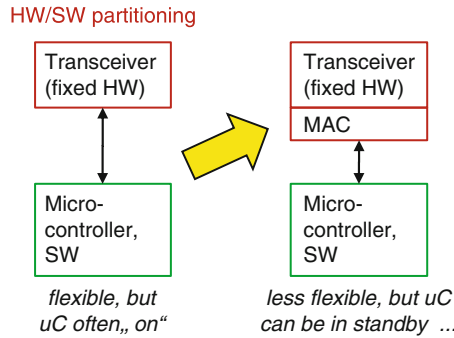 HW/SW partitioning
Transceiver
(fixed HW)
Micro-
controller,
SW
flexible, but
uC often„ on“
Transceiver
(fixed HW)
MAC
Micro-
controller,
SW
less flexible, but uC
can be in standby ...